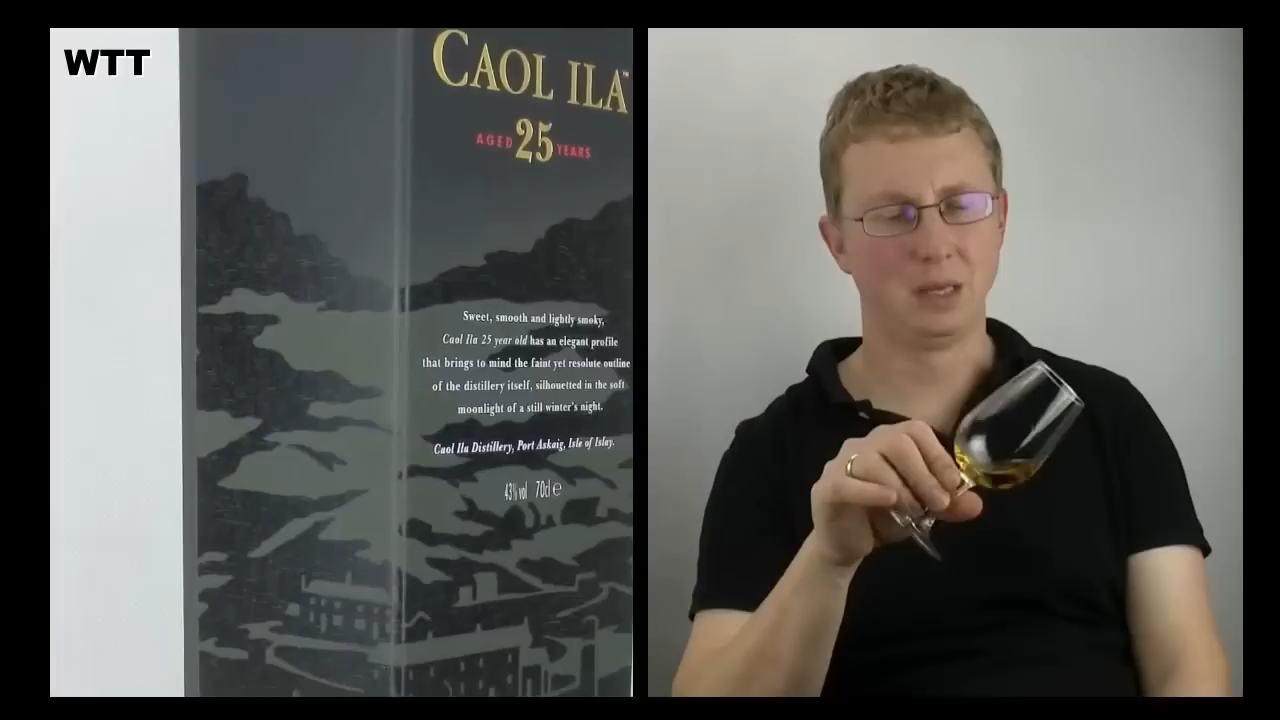 WTT
CAOL ILA™
AGED 25 YEARS
Sweet, smooth and lightly smoky,
Caol Ila 25 year old has an elegant profile
that brings to mind the faint yet resolute outline
of the distillery itself, silhouetted in the soft
moonlight of a still winter's night.
Caol Ila Distillery, Port Askaig, Isle of Islay.
43%vol 70cl ℮